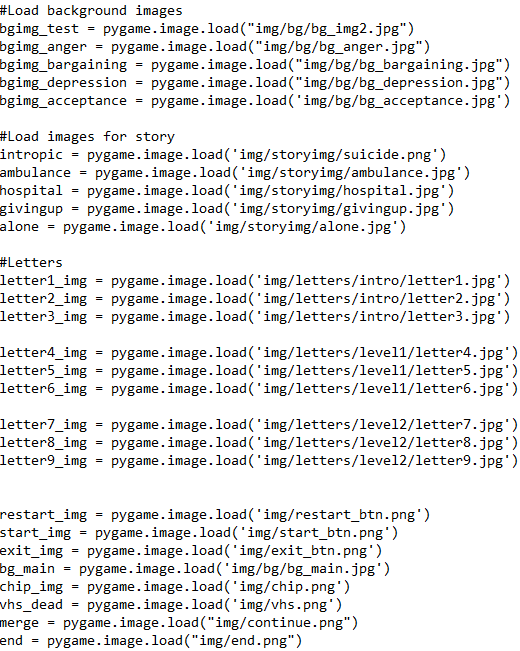 #Load background images
bgimg_test = pygame.image.load("img/bg/bg_img2.jpg")
bgimg_anger = pygame.image.load("img/bg/bg_anger.jpg")
bgimg_bargaining = pygame.image.load("img/bg/bg_bargaining.jpg")
bgimg_depression = pygame.image.load("img/bg/bg_depression.jpg")
bgimg_acceptance = pygame.image.load('img/bg/bg_acceptance.jpg')
#Load images for story
intropic = pygame.image.load('img/storyimg/suicide.png')
ambulance = pygame.image.load('img/storyimg/ambulance.jpg')
hospital = pygame.image.load('img/storyimg/hospital.jpg')
givingup = pygame.image.load('img/storyimg/givingup.jpg')
alone = pygame.image.load('img/storyimg/alone.jpg')
#Letters
letter1_img = pygame.image.load('img/letters/intro/letter1.jpg')
letter2_img = pygame.image.load('img/letters/intro/letter2.jpg')
letter3_img = pygame.image.load('img/letters/intro/letter3.jpg')
letter4_img = pygame.image.load('img/letters/level1/letter4.jpg')
letter5_img = pygame.image.load('img/letters/level1/letter5.jpg')
letter6_img = pygame.image.load('img/letters/level1/letter6.jpg')
letter7_img = pygame.image.load('img/letters/level2/letter7.jpg')
letter8_img = pygame.image.load('img/letters/level2/letter8.jpg')
letter9_img = pygame.image.load('img/letters/level2/letter9.jpg')
restart_img = pygame.image.load('img/restart_btn.png')
start_img = pygame.image.load('img/start_btn.png')
exit_img = pygame.image.load('img/exit_btn.png')
bg_main = pygame.image.load('img/bg/bg_main.jpg')
chip_img = pygame.image.load('img/chip.png')
vhs_dead = pygame.image.load('img/vhs.png')
merge = pygame.image.load("img/continue.png")
end = pygame.image.load("img/end.png")